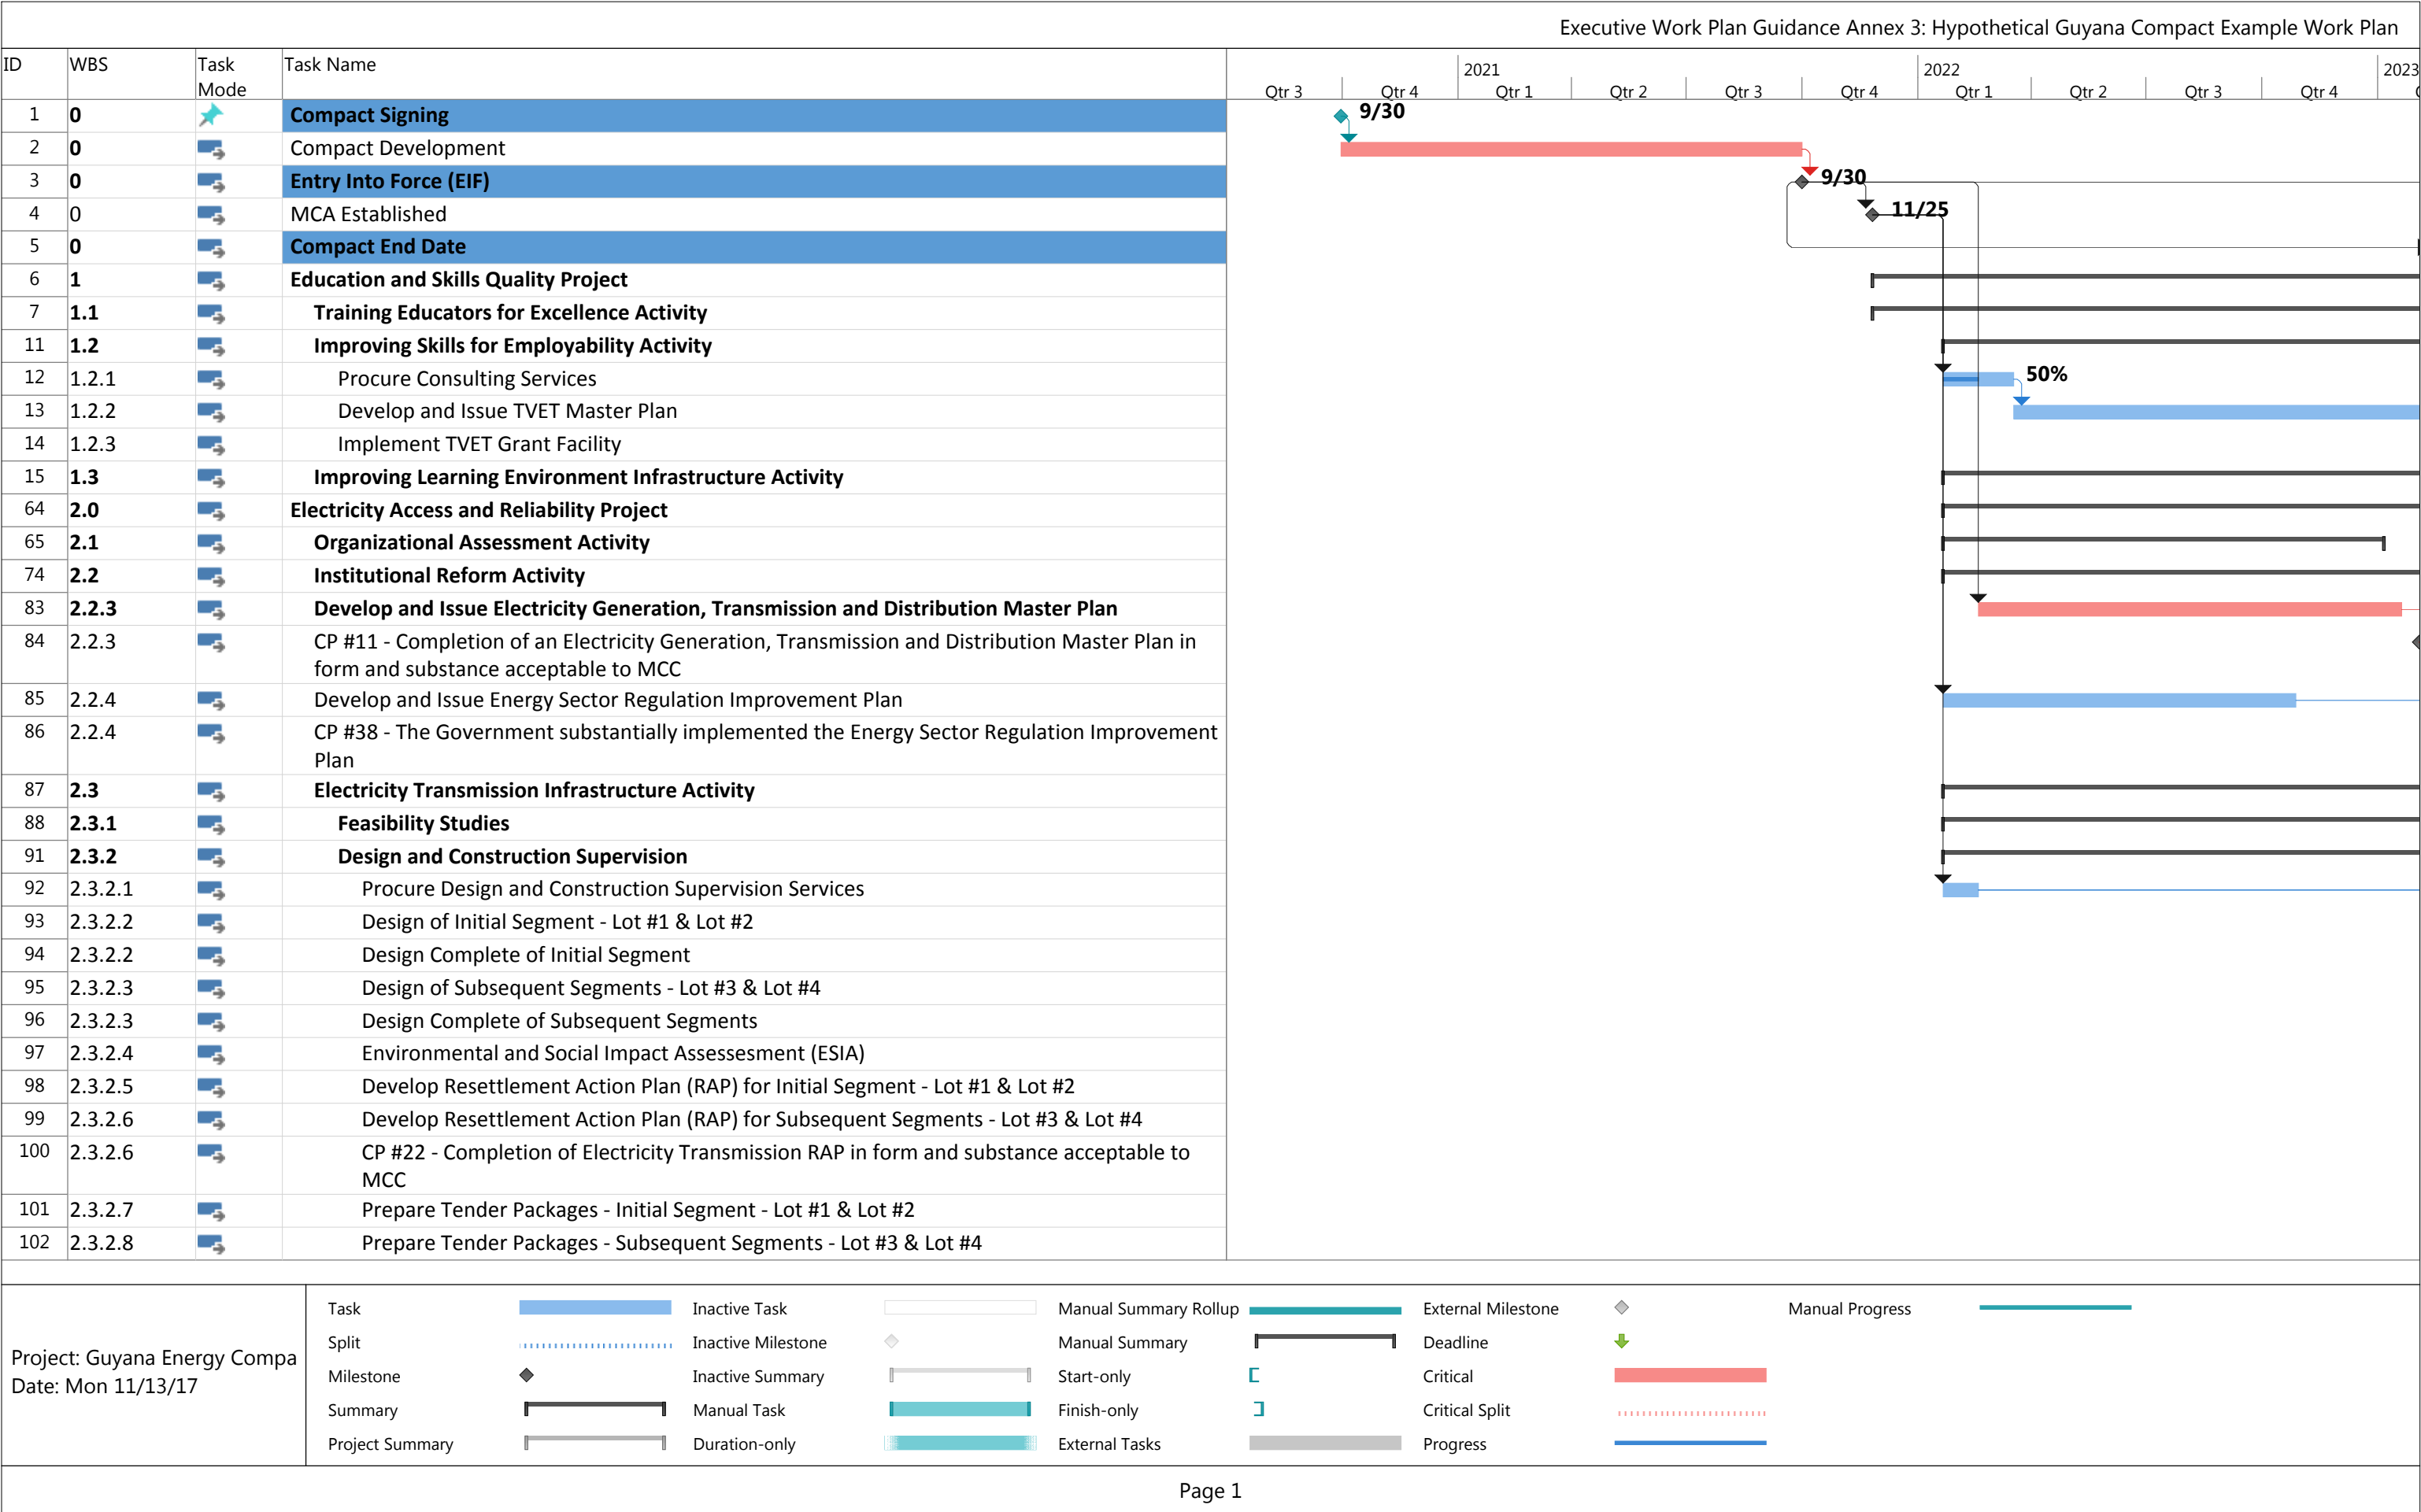 Executive Work Plan Guidance Annex 3: Hypothetical Guyana Compact Example Work Plan
ID WBS Task Mode Task Name
2021 2022 2023
Qtr 3 Qtr 4 Qtr 1 Qtr 2 Qtr 3 Qtr 4 Qtr 1 Qtr 2 Qtr 3 Qtr 4
1 0 Compact Signing 9/30
2 0 Compact Development
3 0 Entry Into Force (EIF) 9/30
4 0 MCA Established 11/25
5 0 Compact End Date
6 1 Education and Skills Quality Project
7 1.1 Training Educators for Excellence Activity
11 1.2 Improving Skills for Employability Activity
12 1.2.1 Procure Consulting Services 50%
13 1.2.2 Develop and Issue TVET Master Plan
14 1.2.3 Implement TVET Grant Facility
15 1.3 Improving Learning Environment Infrastructure Activity
64 2.0 Electricity Access and Reliability Project
65 2.1 Organizational Assessment Activity
74 2.2 Institutional Reform Activity
83 2.2.3 Develop and Issue Electricity Generation, Transmission and Distribution Master Plan
84 2.2.3 CP #11 - Completion of an Electricity Generation, Transmission and Distribution Master Plan in
form and substance acceptable to MCC
85 2.2.4 Develop and Issue Energy Sector Regulation Improvement Plan
86 2.2.4 CP #38 - The Government substantially implemented the Energy Sector Regulation Improvement
Plan
87 2.3 Electricity Transmission Infrastructure Activity
88 2.3.1 Feasibility Studies
91 2.3.2 Design and Construction Supervision
92 2.3.2.1 Procure Design and Construction Supervision Services
93 2.3.2.2 Design of Initial Segment - Lot #1 & Lot #2
94 2.3.2.2 Design Complete of Initial Segment
95 2.3.2.3 Design of Subsequent Segments - Lot #3 & Lot #4
96 2.3.2.3 Design Complete of Subsequent Segments
97 2.3.2.4 Environmental and Social Impact Assessesment (ESIA)
98 2.3.2.5 Develop Resettlement Action Plan (RAP) for Initial Segment - Lot #1 & Lot #2
99 2.3.2.6 Develop Resettlement Action Plan (RAP) for Subsequent Segments - Lot #3 & Lot #4
100 2.3.2.6 CP #22 - Completion of Electricity Transmission RAP in form and substance acceptable to
MCC
101 2.3.2.7 Prepare Tender Packages - Initial Segment - Lot #1 & Lot #2
102 2.3.2.8 Prepare Tender Packages - Subsequent Segments - Lot #3 & Lot #4
Project: Guyana Energy Compa
Date: Mon 11/13/17
Task Inactive Task Manual Summary Rollup External Milestone Manual Progress
Split Inactive Milestone Manual Summary Deadline
Milestone Inactive Summary Start-only Critical
Summary Manual Task Finish-only Critical Split
Project Summary Duration-only External Tasks Progress
Page 1